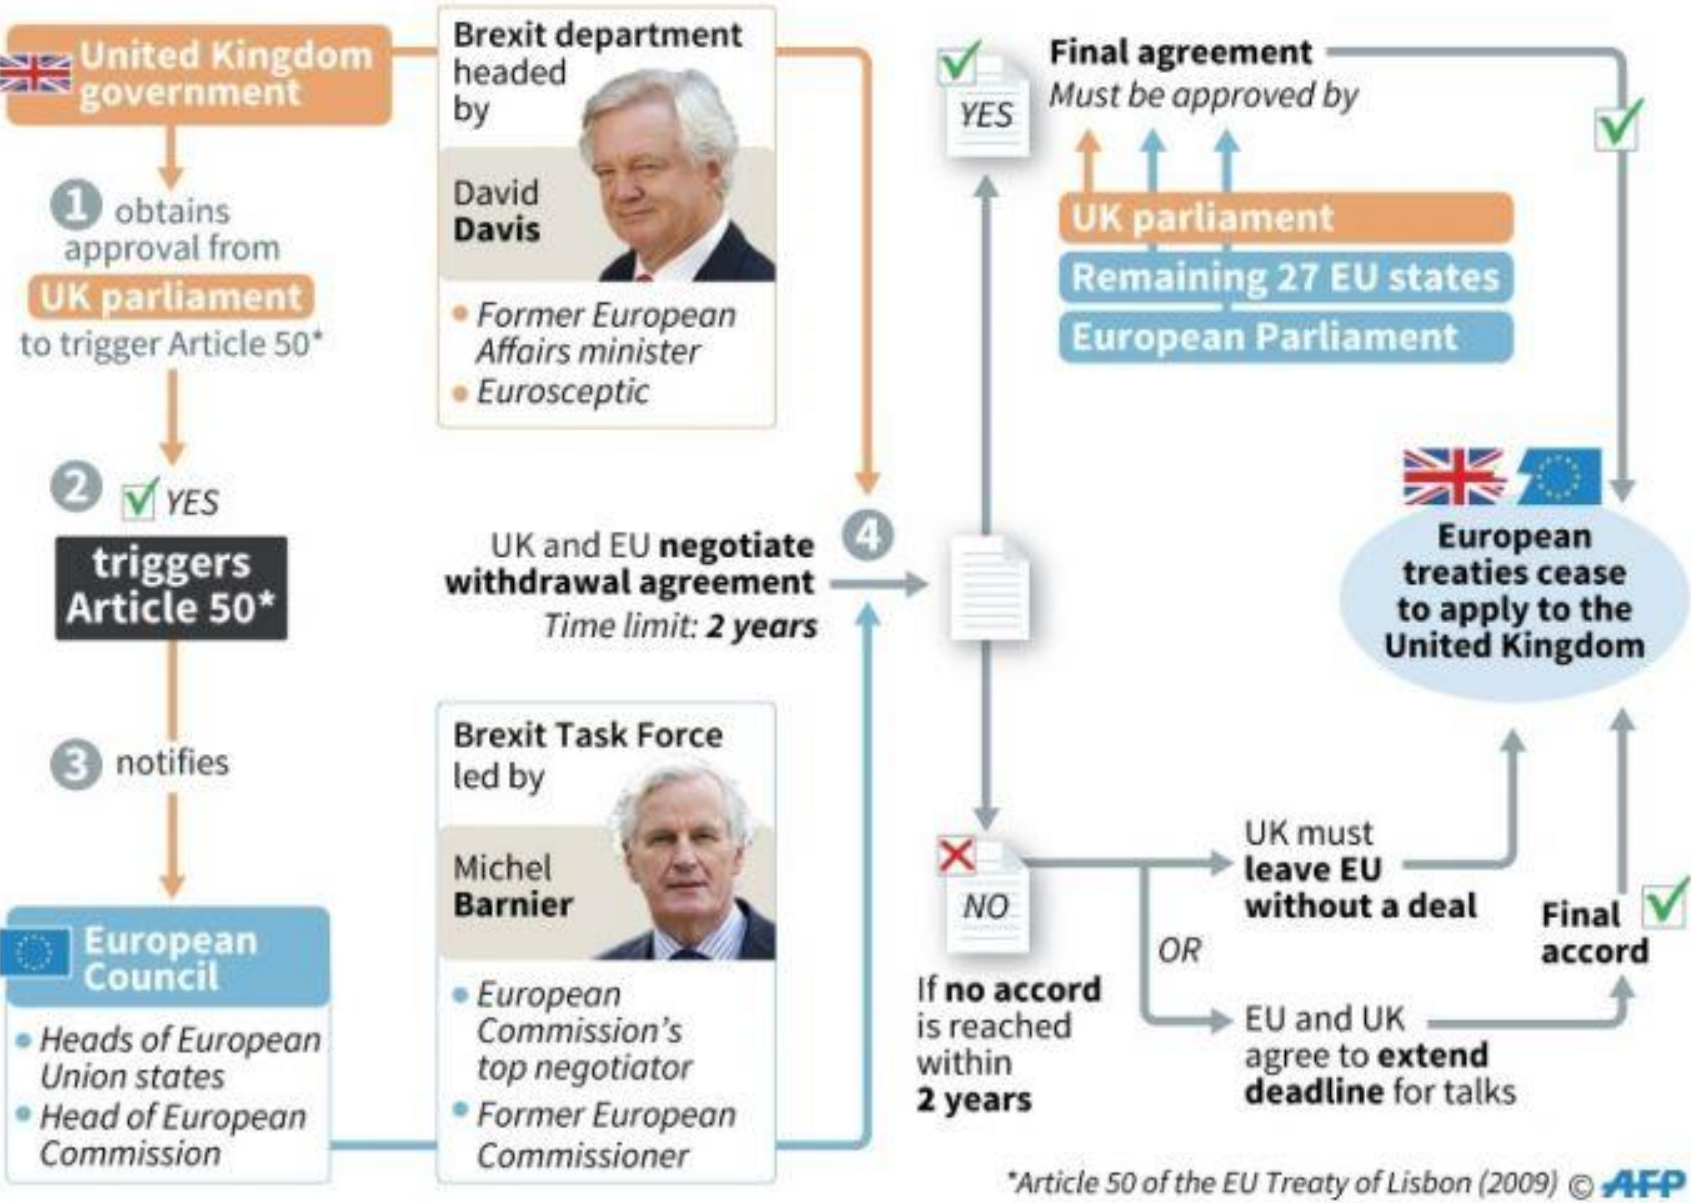 United Kingdom
government
1 obtains
approval from
UK parliament
to trigger Article 50*
2 YES
triggers
Article 50*
3 notifies
European
Council
• Heads of European
Union states
• Head of European
Commission
Brexit department
headed
by
David
Davis
• Former European
Affairs minister
• Eurosceptic
4
UK and EU negotiate
withdrawal agreement
Time limit: 2 years
Brexit Task Force
led by
Michel
Barnier
• European
Commission's
top negotiator
• Former European
Commissioner
YES
Final agreement
Must be approved by
UK parliament
Remaining 27 EU states
European Parliament
European
treaties cease
to apply to the
United Kingdom
NO
If no accord
is reached
within
2 years
UK must
leave EU
without a deal
OR
EU and UK
agree to extend
deadline for talks
Final
accord
*Article 50 of the EU Treaty of Lisbon (2009) © AFP